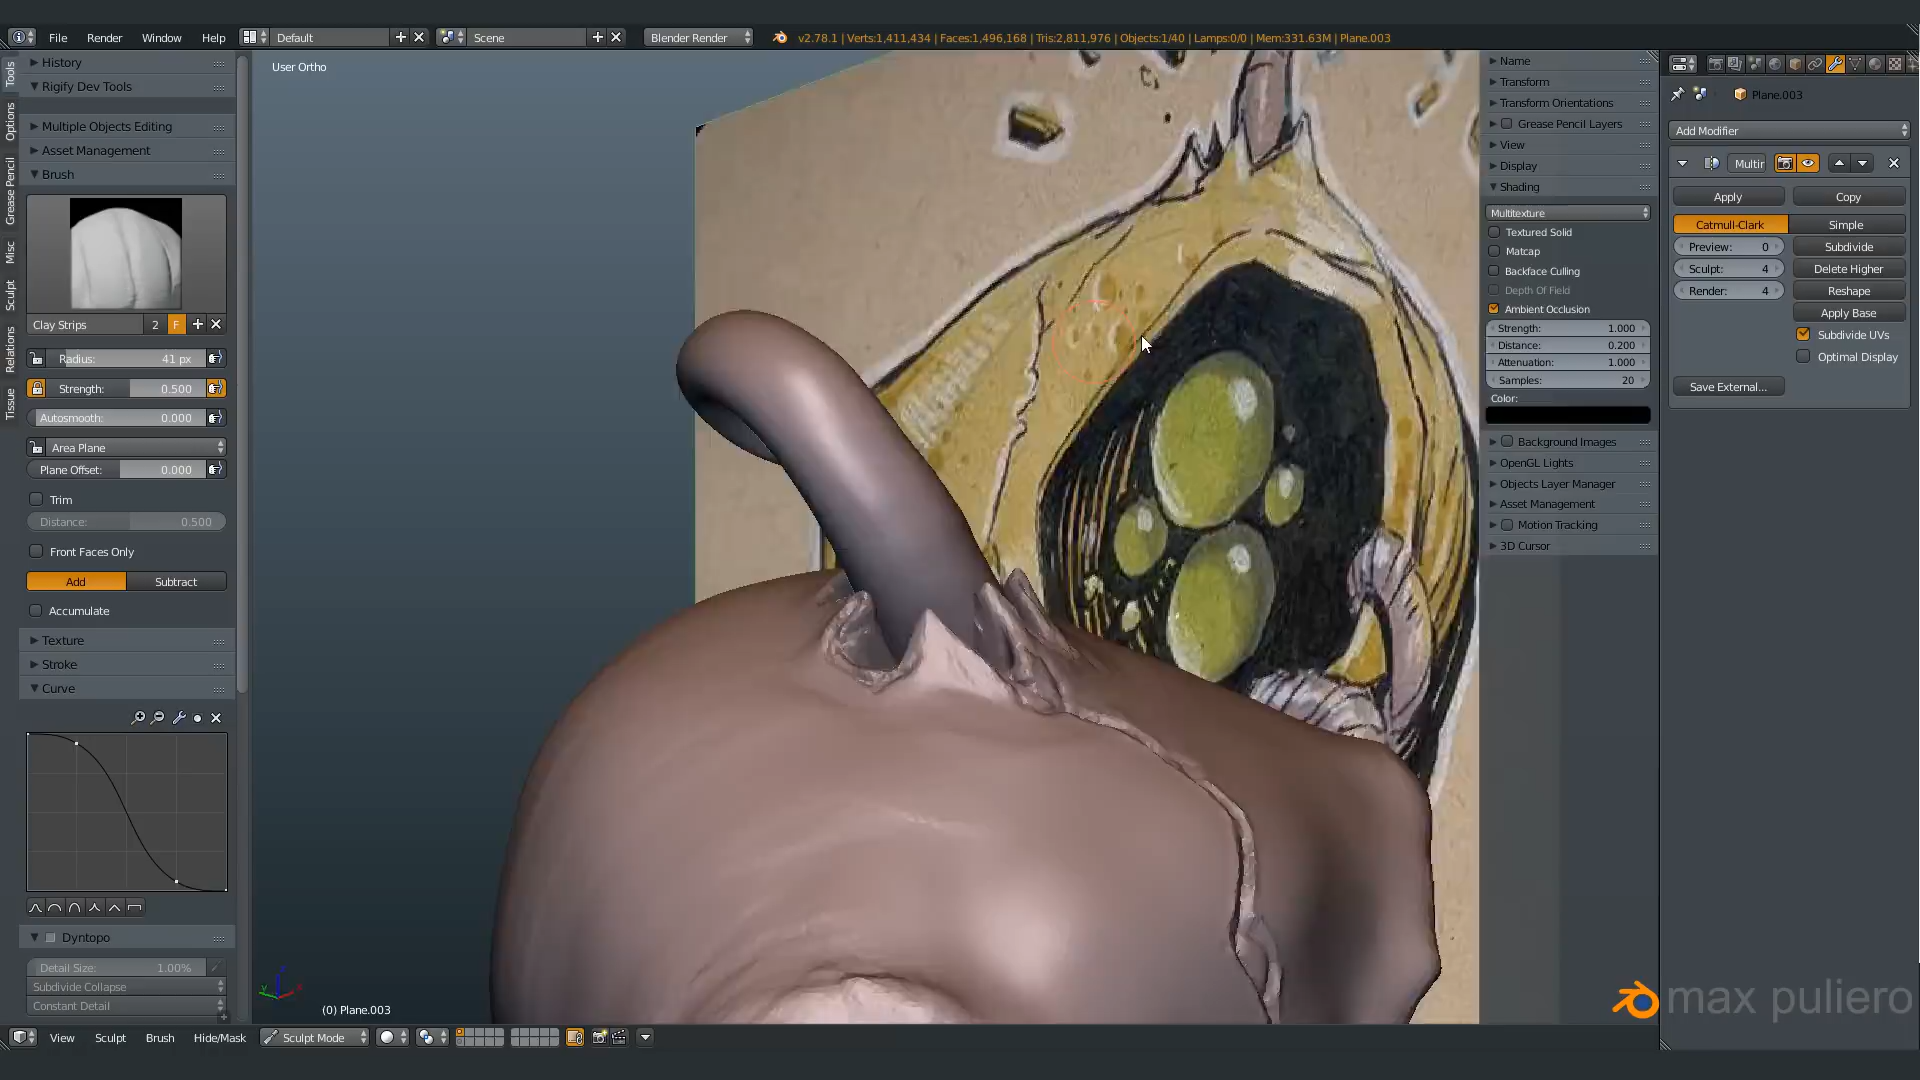 File Render Window Help Default Scene Blender Render v2.78.1 | Verts:1,411,434 | Faces:1,496,168 | Tris:2,811,976 | Objects:1/40 | Lamps:0/0 | Mem:331.63M | Plane.003
Tools
Options
Grease Pencil
Misc
Sculpt
Relations
Tissue
History
Rigify Dev Tools
Multiple Objects Editing
Asset Management
Brush
Clay Strips 2 F
Radius: 41 px
Strength: 0.500
Autosmooth: 0.000
Area Plane
Plane Offset: 0.000
Trim
Distance: 0.500
Front Faces Only
Add Subtract
Accumulate
Texture
Stroke
Curve
Dyntopo
Detail Size: 1.00%
Subdivide Collapse
Constant Detail
User Ortho
(0) Plane.003
Name
Transform
Transform Orientations
Grease Pencil Layers
View
Display
Shading
Multitexture
Textured Solid
Matcap
Backface Culling
Depth Of Field
Ambient Occlusion
Strength: 1.000
Distance: 0.200
Attenuation: 1.000
Samples: 20
Color:
Background Images
OpenGL Lights
Objects Layer Manager
Asset Management
Motion Tracking
3D Cursor
Plane.003
Add Modifier
Multir
Apply Copy
Catmull-Clark Simple
Preview: 0 Subdivide
Sculpt: 4 Delete Higher
Render: 4 Reshape
Apply Base
Subdivide UVs
Optimal Display
Save External...
max puliero
View Sculpt Brush Hide/Mask Sculpt Mode